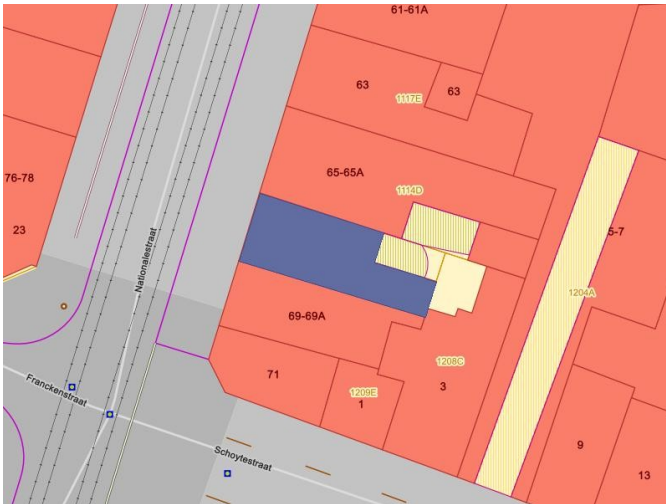 61-61A
63
63
1117E
76-78
65-65A
1114D
23
5-7
Nationalestraat
1204A
69-69A
1208C
71
1209E
3
1
Franckenstraat
Schoytestraat
9
13